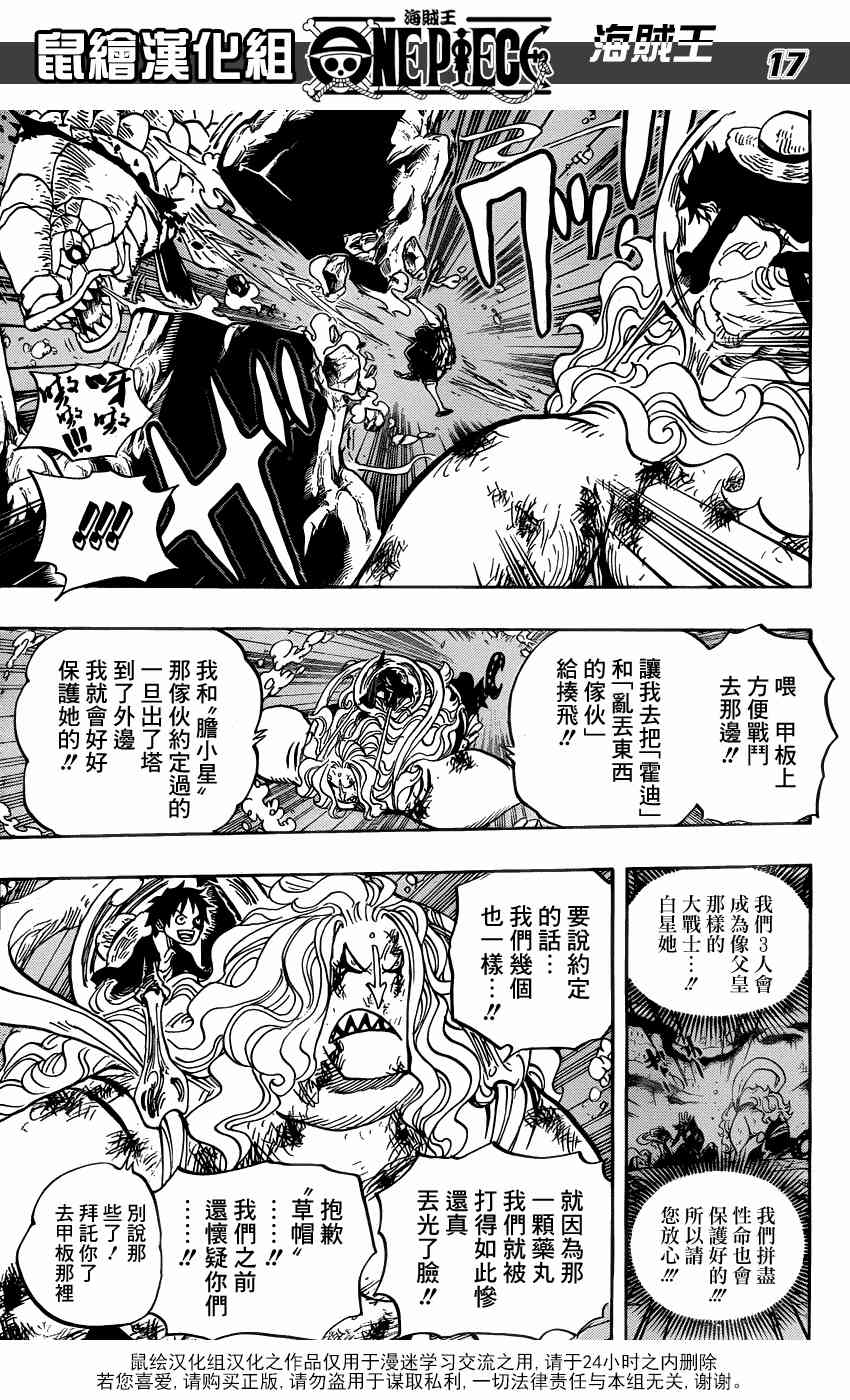 鼠繪漢化組
海賊王
ONE PIECE
海賊王
17
喂 甲板上
方便戰鬥
去那邊!!
讓我去把「霍迪」
和「亂丟東西
的傢伙」
給揍飛!!
我和“膽小星”
那傢伙約定過的
一旦出了塔
到了外邊
我就會好好
保護她的!!
我們3人會
成為像父皇
那樣的
大戰士…!!
白星她
我們拼盡
性命也會
保護好的!!!
所以請
您放心!!!
要說約定
的話…
我們幾個
也一樣…!!
就因為那
一顆藥丸
我們就被
打得如此慘
還真
丟光了臉!!
抱歉
“草帽”
……!!
我們之前
還懷疑你們
……!!
別說那
些了!
拜託你了
去甲板那裡
鼠绘汉化组汉化之作品仅用于漫迷学习交流之用, 请于24小时之内删除
若您喜爱, 请购买正版, 请勿盗用于谋取私利, 一切法律责任与本组无关, 谢谢。